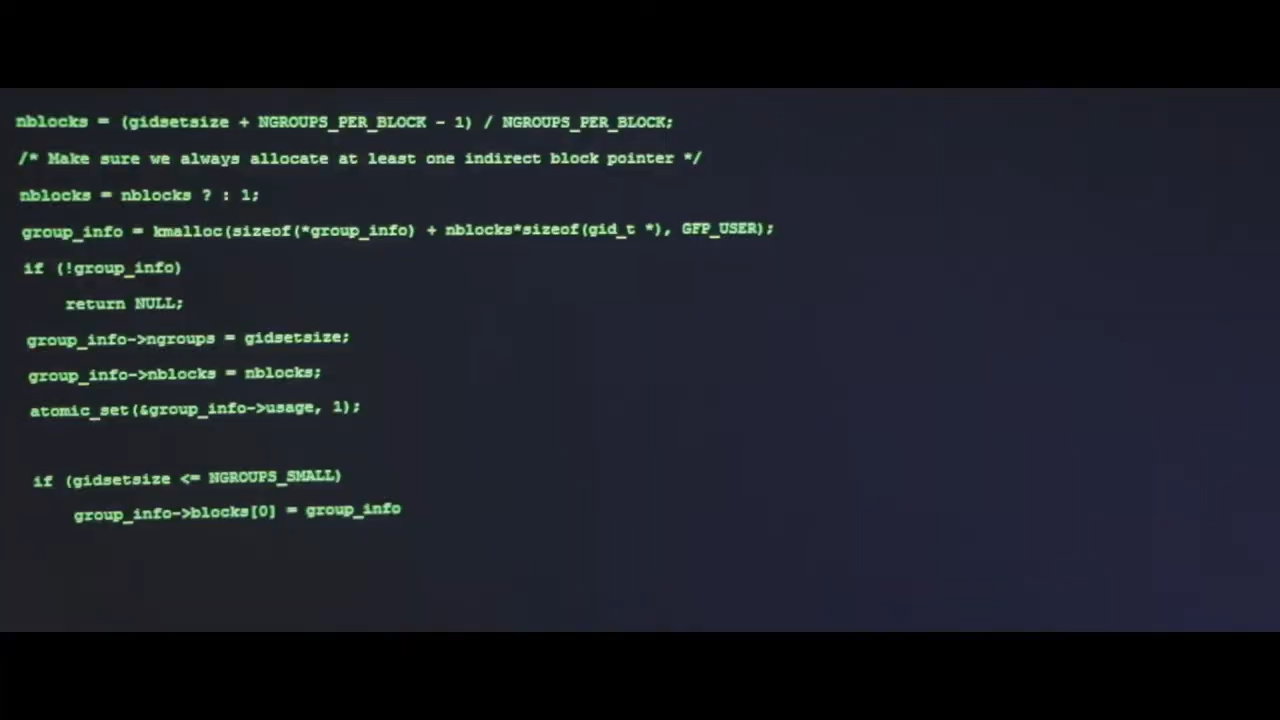 nblocks = (gidsetsize + NGROUPS_PER_BLOCK - 1) / NGROUPS_PER_BLOCK;
/* Make sure we always allocate at least one indirect block pointer */
nblocks = nblocks ? : 1;
group_info = kmalloc(sizeof(*group_info) + nblocks*sizeof(gid_t *), GFP_USER);
if (!group_info)
return NULL;
group_info->ngroups = gidsetsize;
group_info->nblocks = nblocks;
atomic_set(&group_info->usage, 1);
if (gidsetsize <= NGROUPS_SMALL)
group_info->blocks[0] = group_info